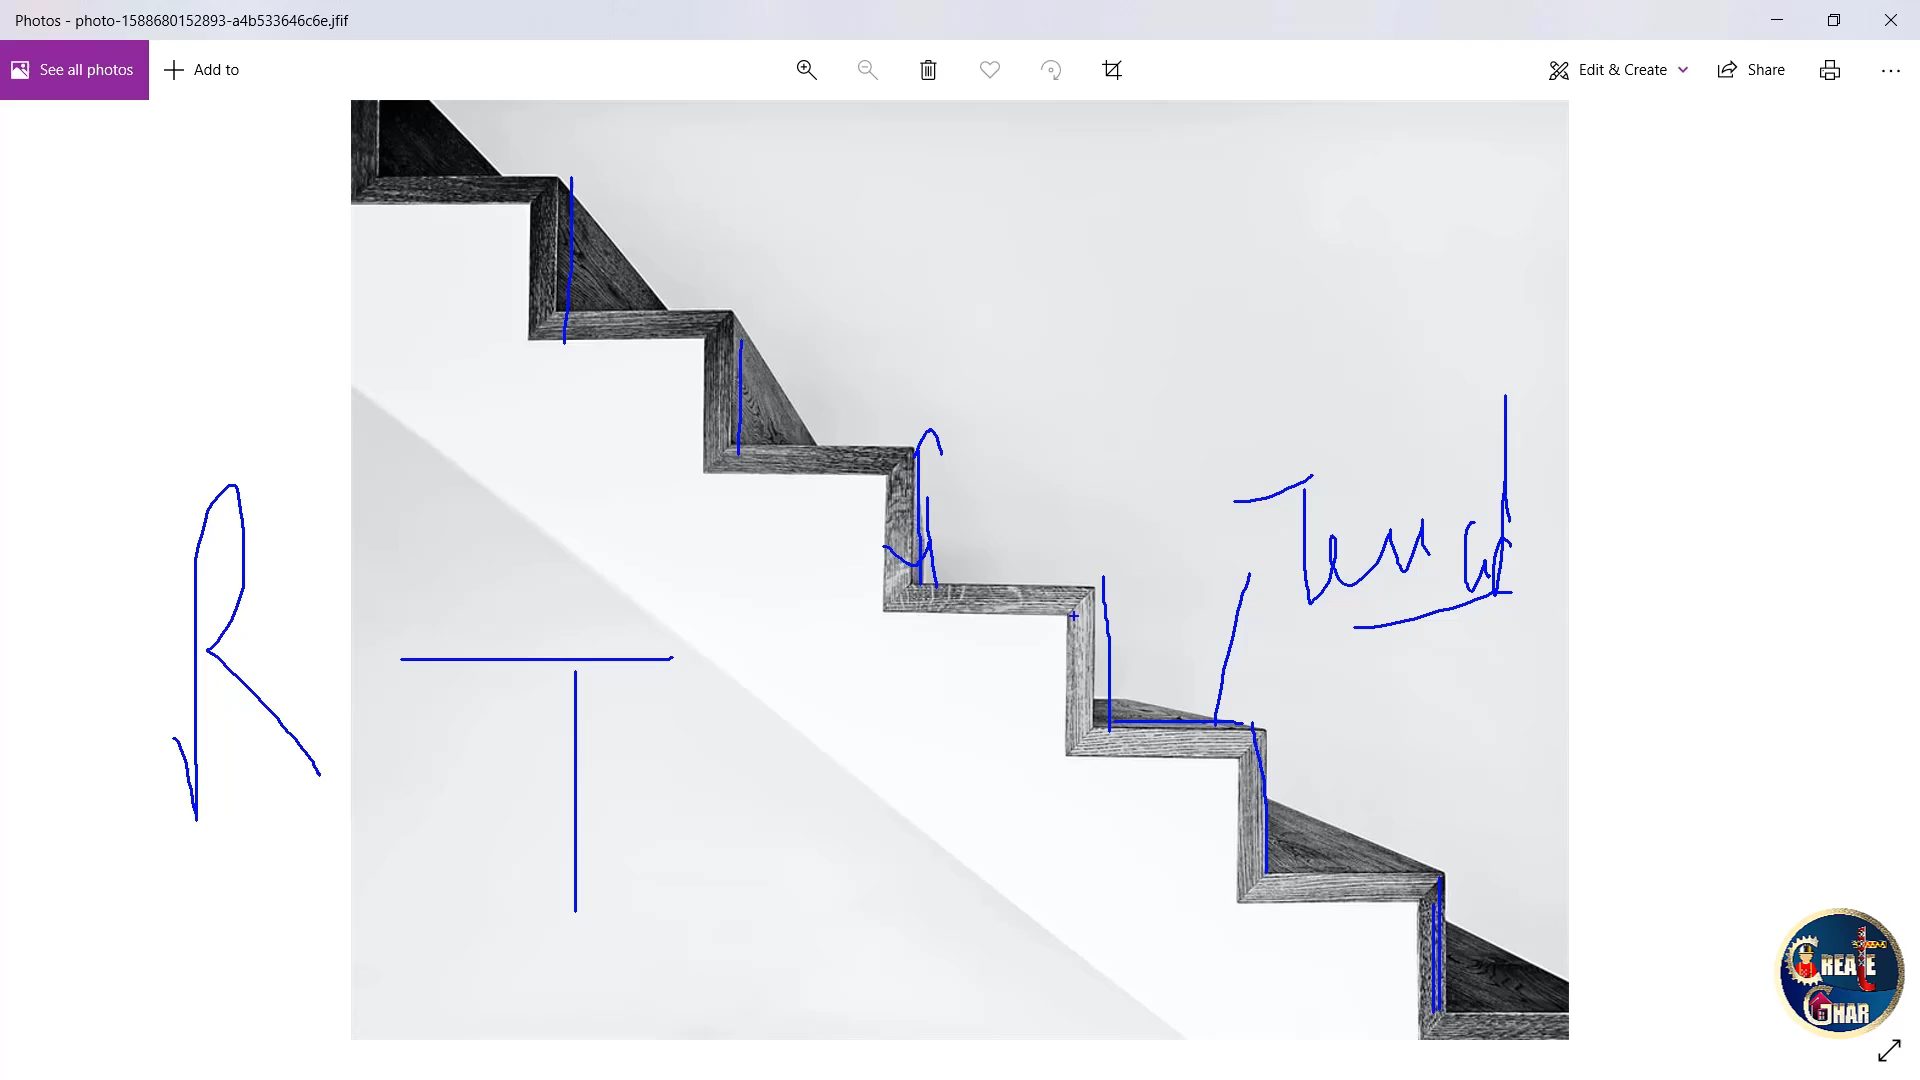 Photos - photo-1588680152893-a4b533646c6e.jfif
See all photos
Add to
Edit & Create
Share
R
T
CREATE
GHAR